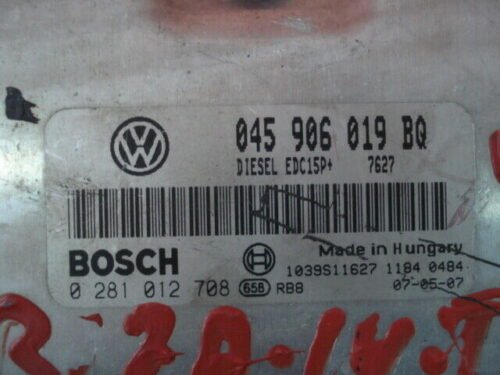 045 906 019 BQ
DIESEL EDC15P+ 7627
BOSCH
Made in Hungary
1039S11627 1184 0484
0 281 012 708 658 RB8 07-05-07